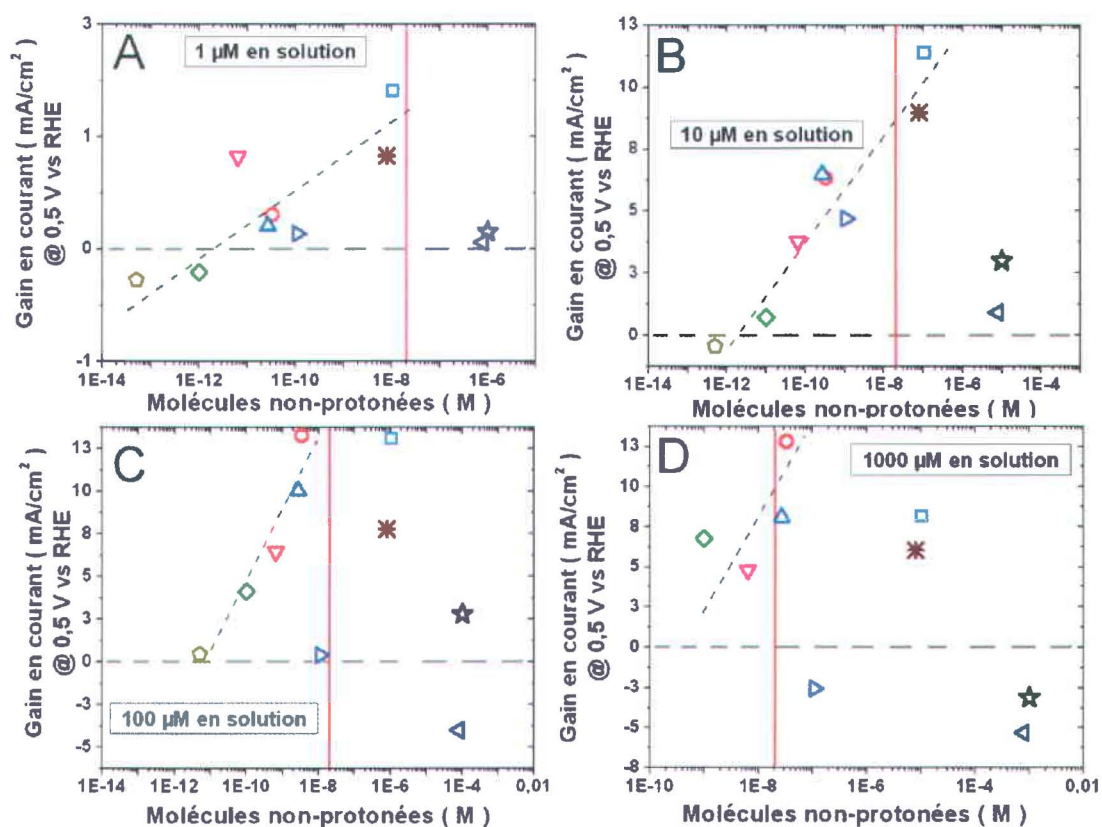 A
1 µM en solution
Gain en courant ( mA/cm²)
@ 0,5 V vs RHE
3
1
0
-1
1E-14 1E-12 1E-10 1E-8 1E-6
Molécules non-protonées ( M )
B
10 µM en solution
Gain en courant ( mA/cm²)
@ 0,5 V vs RHE
13
11
8
5
3
0
1E-14 1E-12 1E-10 1E-8 1E-6 1E-4
Molécules non-protonées ( M )
C
100 µM en solution
Gain en courant ( mA/cm²)
@ 0,5 V vs RHE
13
10
8
5
3
0
-3
-5
1E-14 1E-12 1E-10 1E-8 1E-6 1E-4 0,01
Molécules non-protonées ( M )
D
1000 µM en solution
Gain en courant ( mA/cm²)
@ 0,5 V vs RHE
13
10
8
5
3
0
-3
-5
1E-10 1E-8 1E-6 1E-4 0,01
Molécules non-protonées ( M )